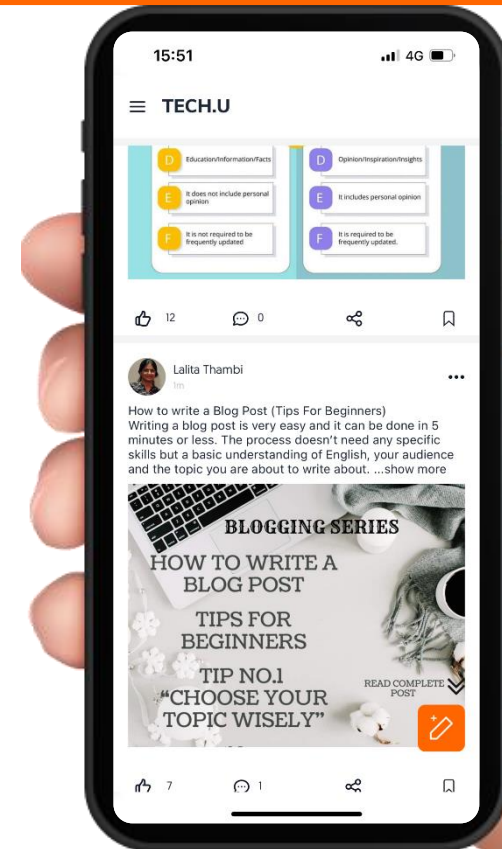 15:51
4G
TECH.U
D Education/Information/Facts
E It does not include personal
opinion
F It is not required to be
frequently updated
D Opinion/Inspiration/Insights
E It includes personal opinion
F It is required to be
frequently updated.
12
0
Lalita Thambi
1m
How to write a Blog Post (Tips For Beginners)
Writing a blog post is very easy and it can be done in 5
minutes or less. The process doesn’t need any specific
skills but a basic understanding of English, your audience
and the topic you are about to write about. ...show more
BLOGGING SERIES
HOW TO WRITE A
BLOG POST
TIPS FOR
BEGINNERS
TIP NO.1
“CHOOSE YOUR
TOPIC WISELY”
READ COMPLETE
POST
7
1